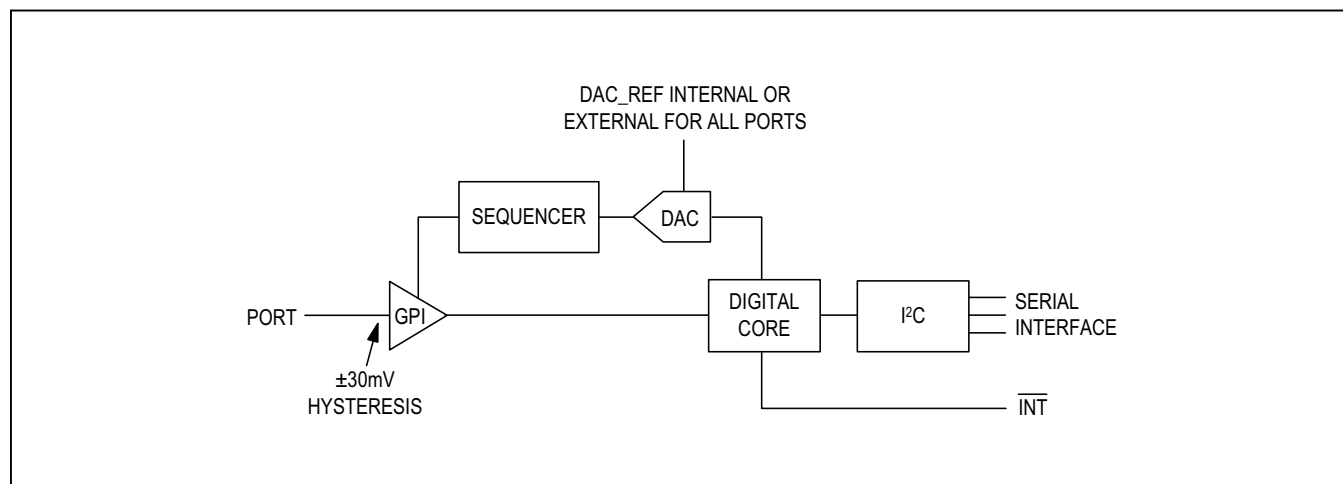 DAC_REF INTERNAL OR
EXTERNAL FOR ALL PORTS
SEQUENCER
DAC
PORT
GPI
DIGITAL
CORE
I²C
SERIAL
INTERFACE
±30mV
HYSTERESIS
INT